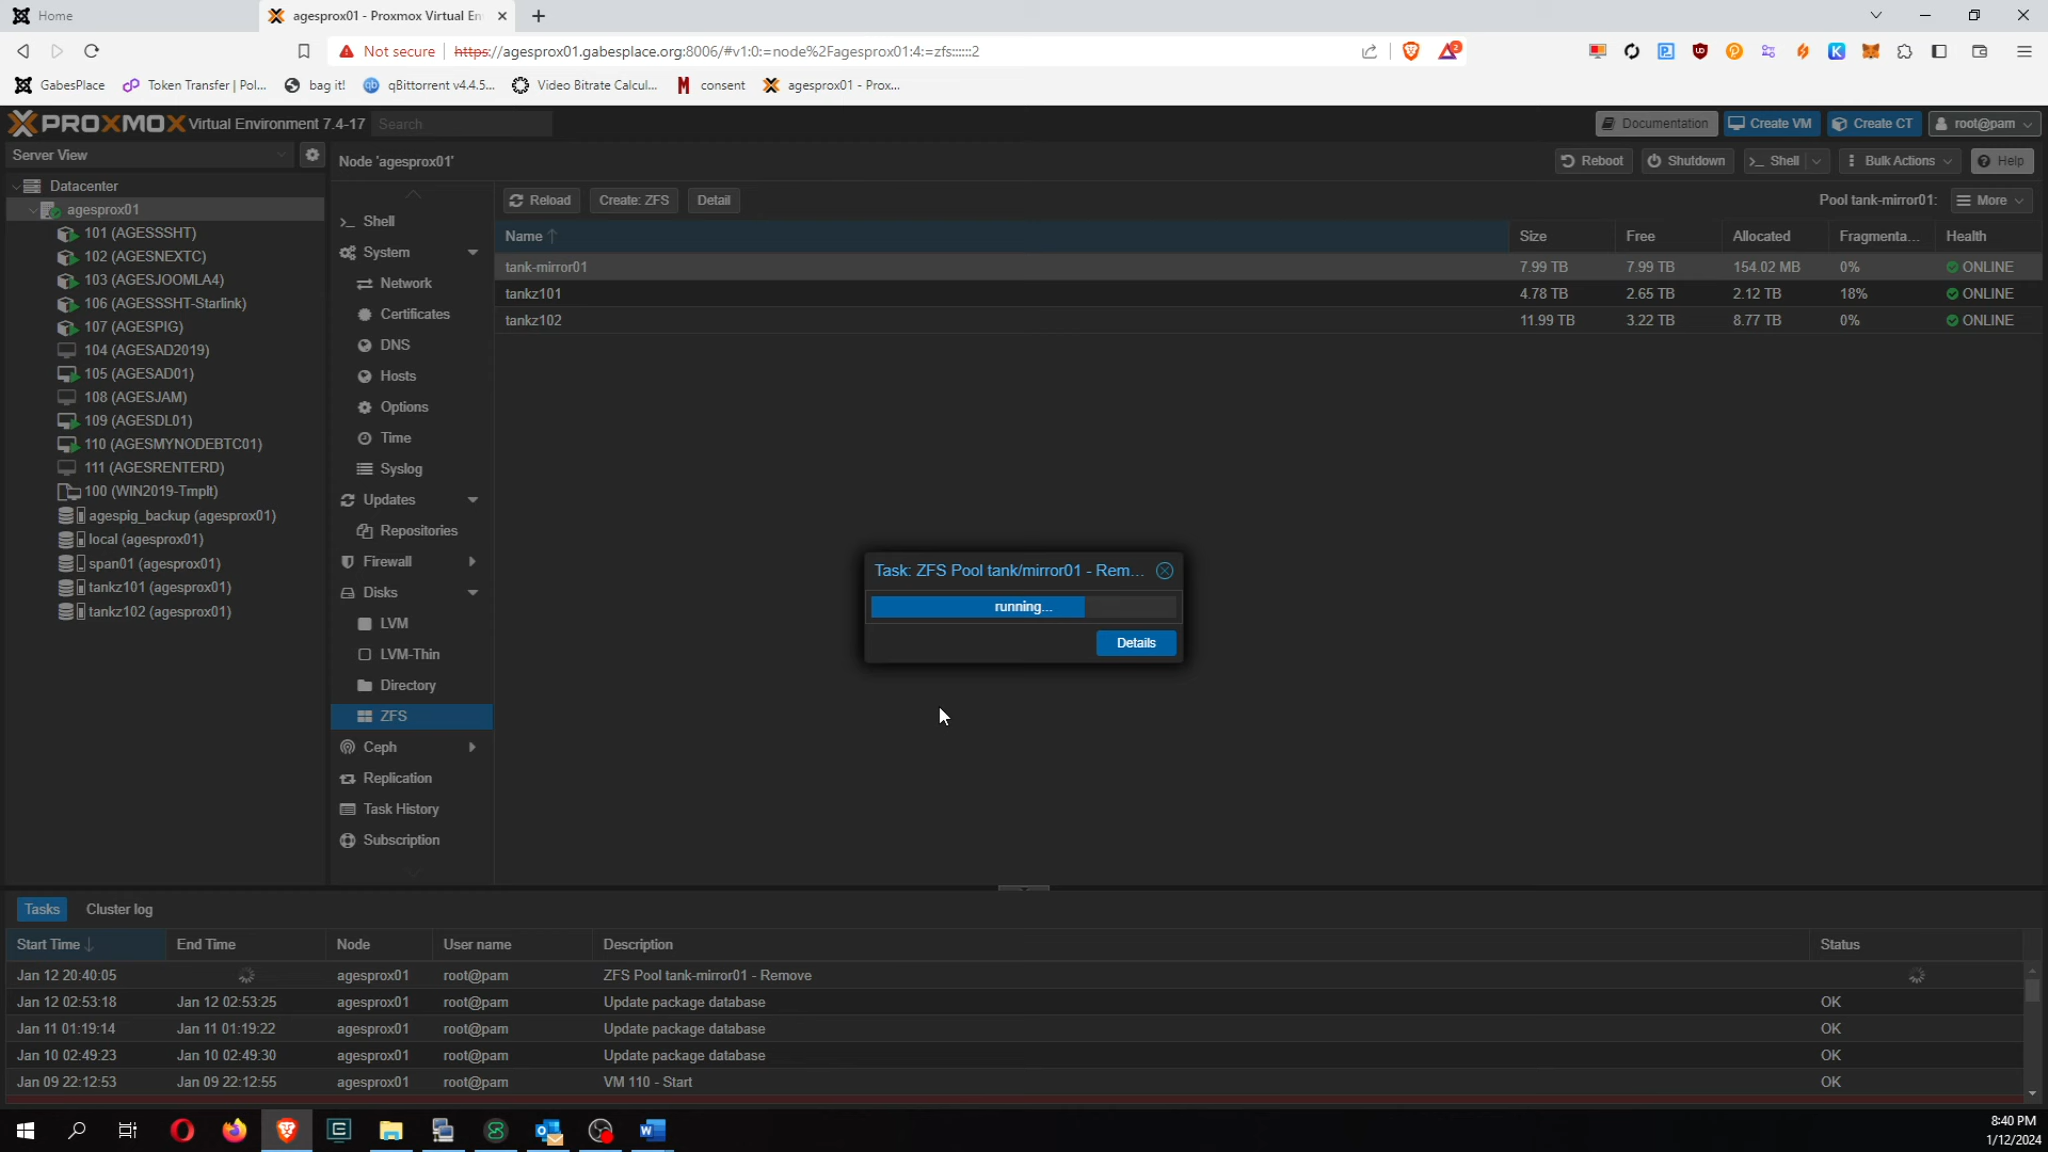 Home
agesprox01 - Proxmox Virtual En
Not secure
https://agesprox01.gabesplace.org:8006/#v1:0:=node%2Fagesprox01:4:=zfs::::::2
2
GabesPlace
Token Transfer | Pol...
bag it!
qBittorrent v4.4.5...
Video Bitrate Calcul...
consent
agesprox01 - Prox...
PROXMOX Virtual Environment 7.4-17
Search
Documentation
Create VM
Create CT
root@pam
Server View
Node 'agesprox01'
Reboot
Shutdown
Shell
Bulk Actions
Help
Datacenter
agesprox01
101 (AGESSSHT)
102 (AGESNEXTC)
103 (AGESJOOMLA4)
106 (AGESSSHT-Starlink)
107 (AGESPIG)
104 (AGESAD2019)
105 (AGESAD01)
108 (AGESJAM)
109 (AGESDL01)
110 (AGESMYNODEBTC01)
111 (AGESRENTERD)
100 (WIN2019-Tmplt)
agespig_backup (agesprox01)
local (agesprox01)
span01 (agesprox01)
tankz101 (agesprox01)
tankz102 (agesprox01)
Shell
System
Network
Certificates
DNS
Hosts
Options
Time
Syslog
Updates
Repositories
Firewall
Disks
LVM
LVM-Thin
Directory
ZFS
Ceph
Replication
Task History
Subscription
Reload
Create: ZFS
Detail
Pool tank-mirror01:
More
Name Size Free Allocated Fragmenta... Health
tank-mirror01 7.99 TB 7.99 TB 154.02 MB 0% ONLINE
tankz101 4.78 TB 2.65 TB 2.12 TB 18% ONLINE
tankz102 11.99 TB 3.22 TB 8.77 TB 0% ONLINE
Task: ZFS Pool tank/mirror01 - Rem...
running...
Details
Tasks
Cluster log
Start Time End Time Node User name Description Status
Jan 12 20:40:05 agesprox01 root@pam ZFS Pool tank-mirror01 - Remove
Jan 12 02:53:18 Jan 12 02:53:25 agesprox01 root@pam Update package database OK
Jan 11 01:19:14 Jan 11 01:19:22 agesprox01 root@pam Update package database OK
Jan 10 02:49:23 Jan 10 02:49:30 agesprox01 root@pam Update package database OK
Jan 09 22:12:53 Jan 09 22:12:55 agesprox01 root@pam VM 110 - Start OK
8:40 PM
1/12/2024